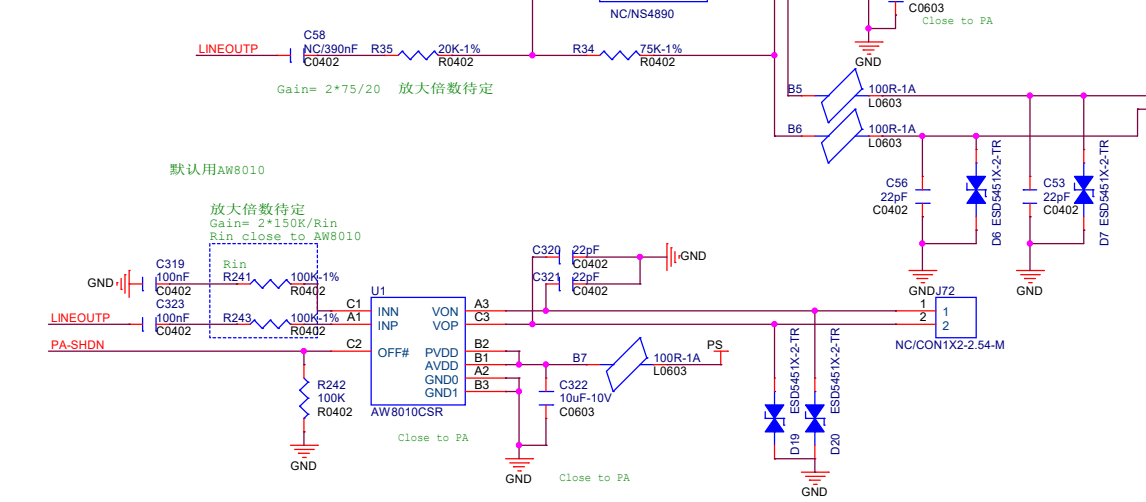 NC/NS4890
C0603
Close to PA
GND
C58
LINEOUTP
NC/390nF
C0402
R35
20K-1%
R0402
R34
75K-1%
R0402
Gain= 2*75/20 放大倍数待定
B5
100R-1A
L0603
B6
100R-1A
L0603
C56
22pF
C0402
D6 ESD5451X-2-TR
C53
22pF
C0402
D7 ESD5451X-2-TR
GND
GND
默认用AW8010
放大倍数待定
Gain= 2*150K/Rin
Rin close to AW8010
Rin
GND
C319
100nF
C0402
R241
100K-1%
R0402
LINEOUTP
C323
100nF
C0402
R243
100K-1%
R0402
PA-SHDN
R242
100K
R0402
GND
U1
C1 INN
A1 INP
C2 OFF#
VON A3
VOP C3
PVDD B2
AVDD B1
GND0 A2
GND1 B3
AW8010CSR
Close to PA
C320
22pF
C0402
C321
22pF
C0402
GND
B7
100R-1A
L0603
PS
C322
10uF-10V
C0603
GND
Close to PA
D19 ESD5451X-2-TR
D20 ESD5451X-2-TR
GND
J72
1 1
2 2
NC/CON1X2-2.54-M